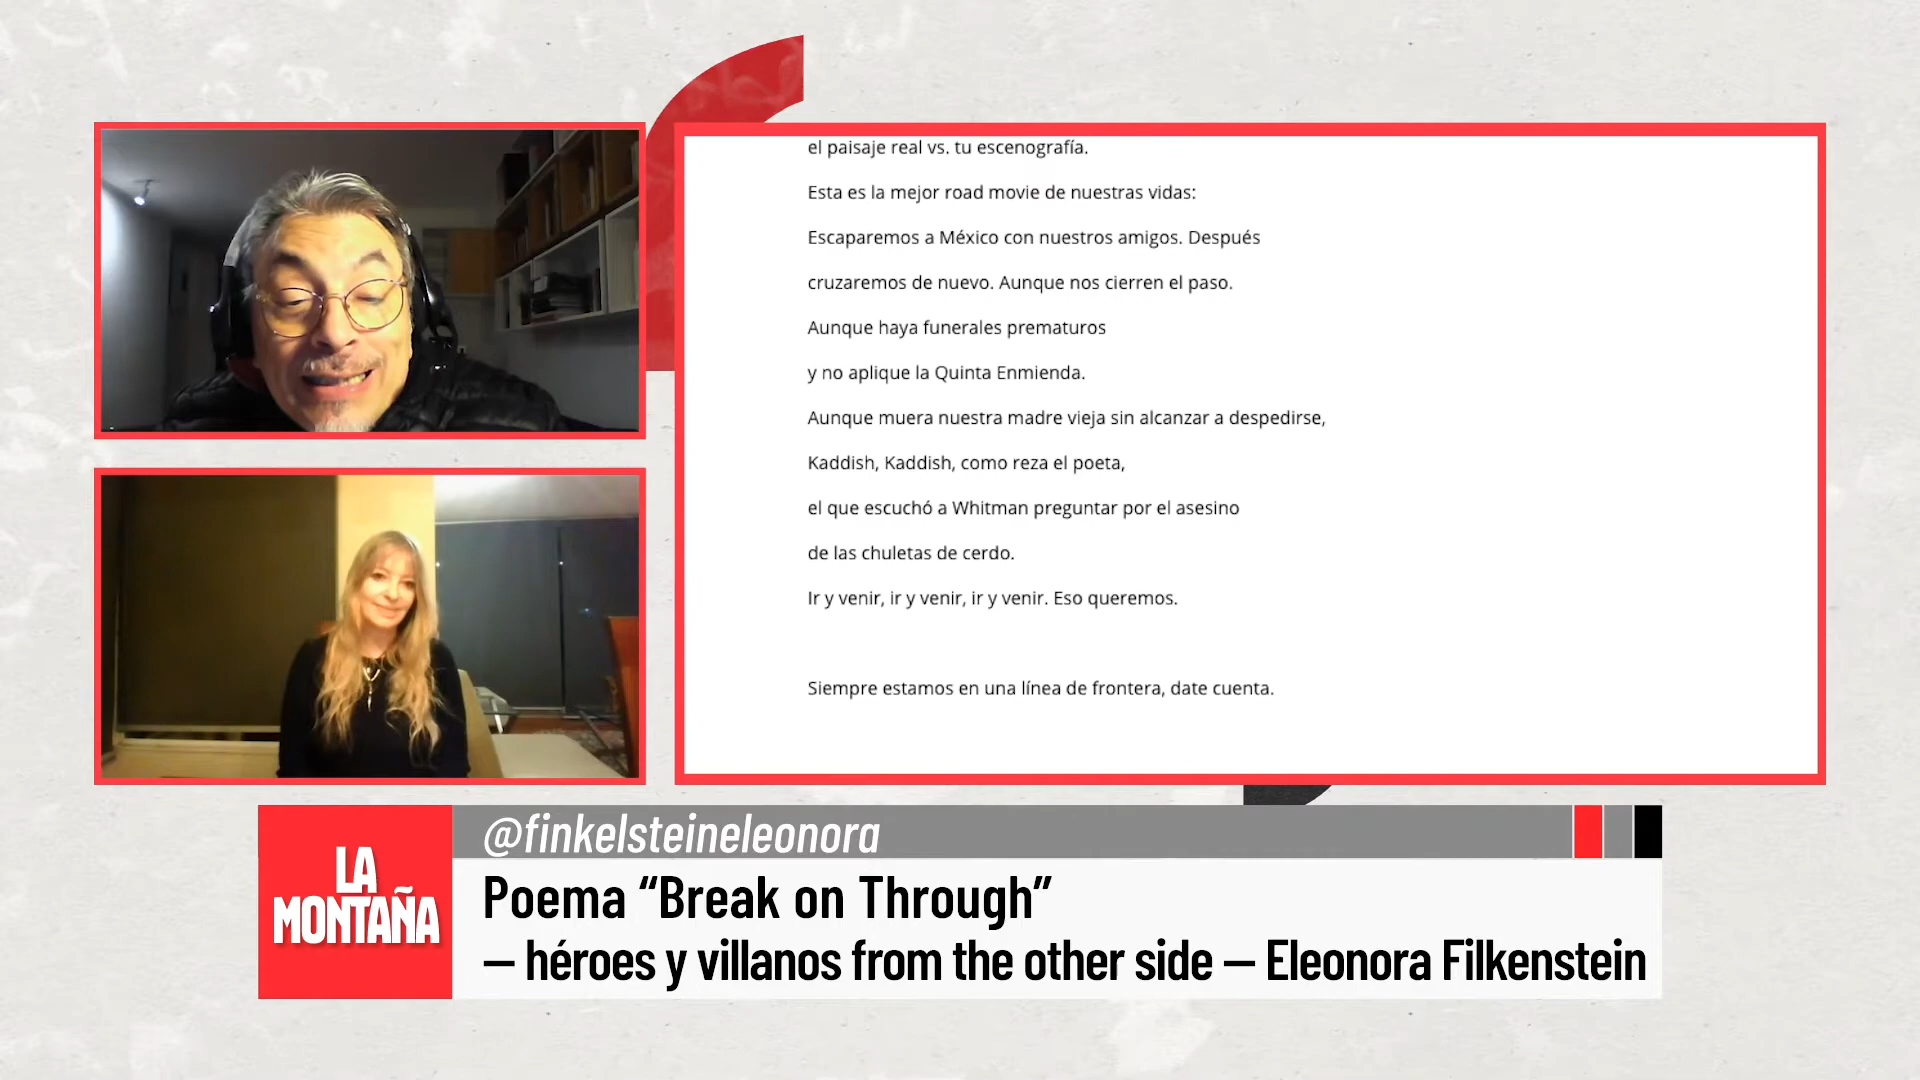 el paisaje real vs. tu escenografía.
Esta es la mejor road movie de nuestras vidas:
Escaparemos a México con nuestros amigos. Después
cruzaremos de nuevo. Aunque nos cierren el paso.
Aunque haya funerales prematuros
y no aplique la Quinta Enmienda.
Aunque muera nuestra madre vieja sin alcanzar a despedirse,
Kaddish, Kaddish, como reza el poeta,
el que escuchó a Whitman preguntar por el asesino
de las chuletas de cerdo.
Ir y venir, ir y venir, ir y venir. Eso queremos.
Siempre estamos en una línea de frontera, date cuenta.
LA
MONTAÑA
@finkelsteineleonora
Poema “Break on Through”
– héroes y villanos from the other side – Eleonora Filkenstein